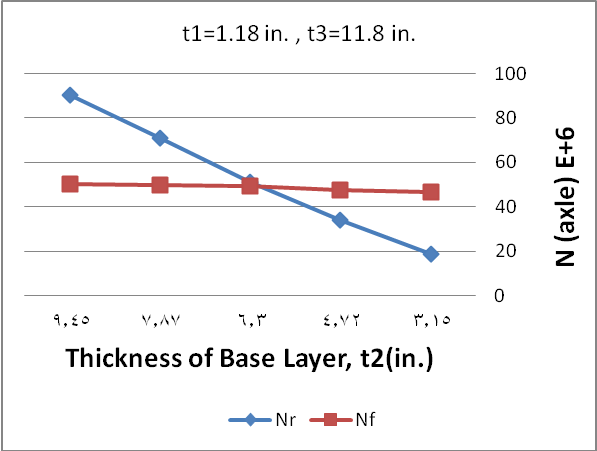 t1=1.18 in. , t3=11.8 in.
100
80
60
40
20
0
N (axle) E+6
٩,٤٥ ٧,٨٧ ٦,٣ ٤,٧٢ ٣,١٥
Thickness of Base Layer, t2(in.)
Nr Nf